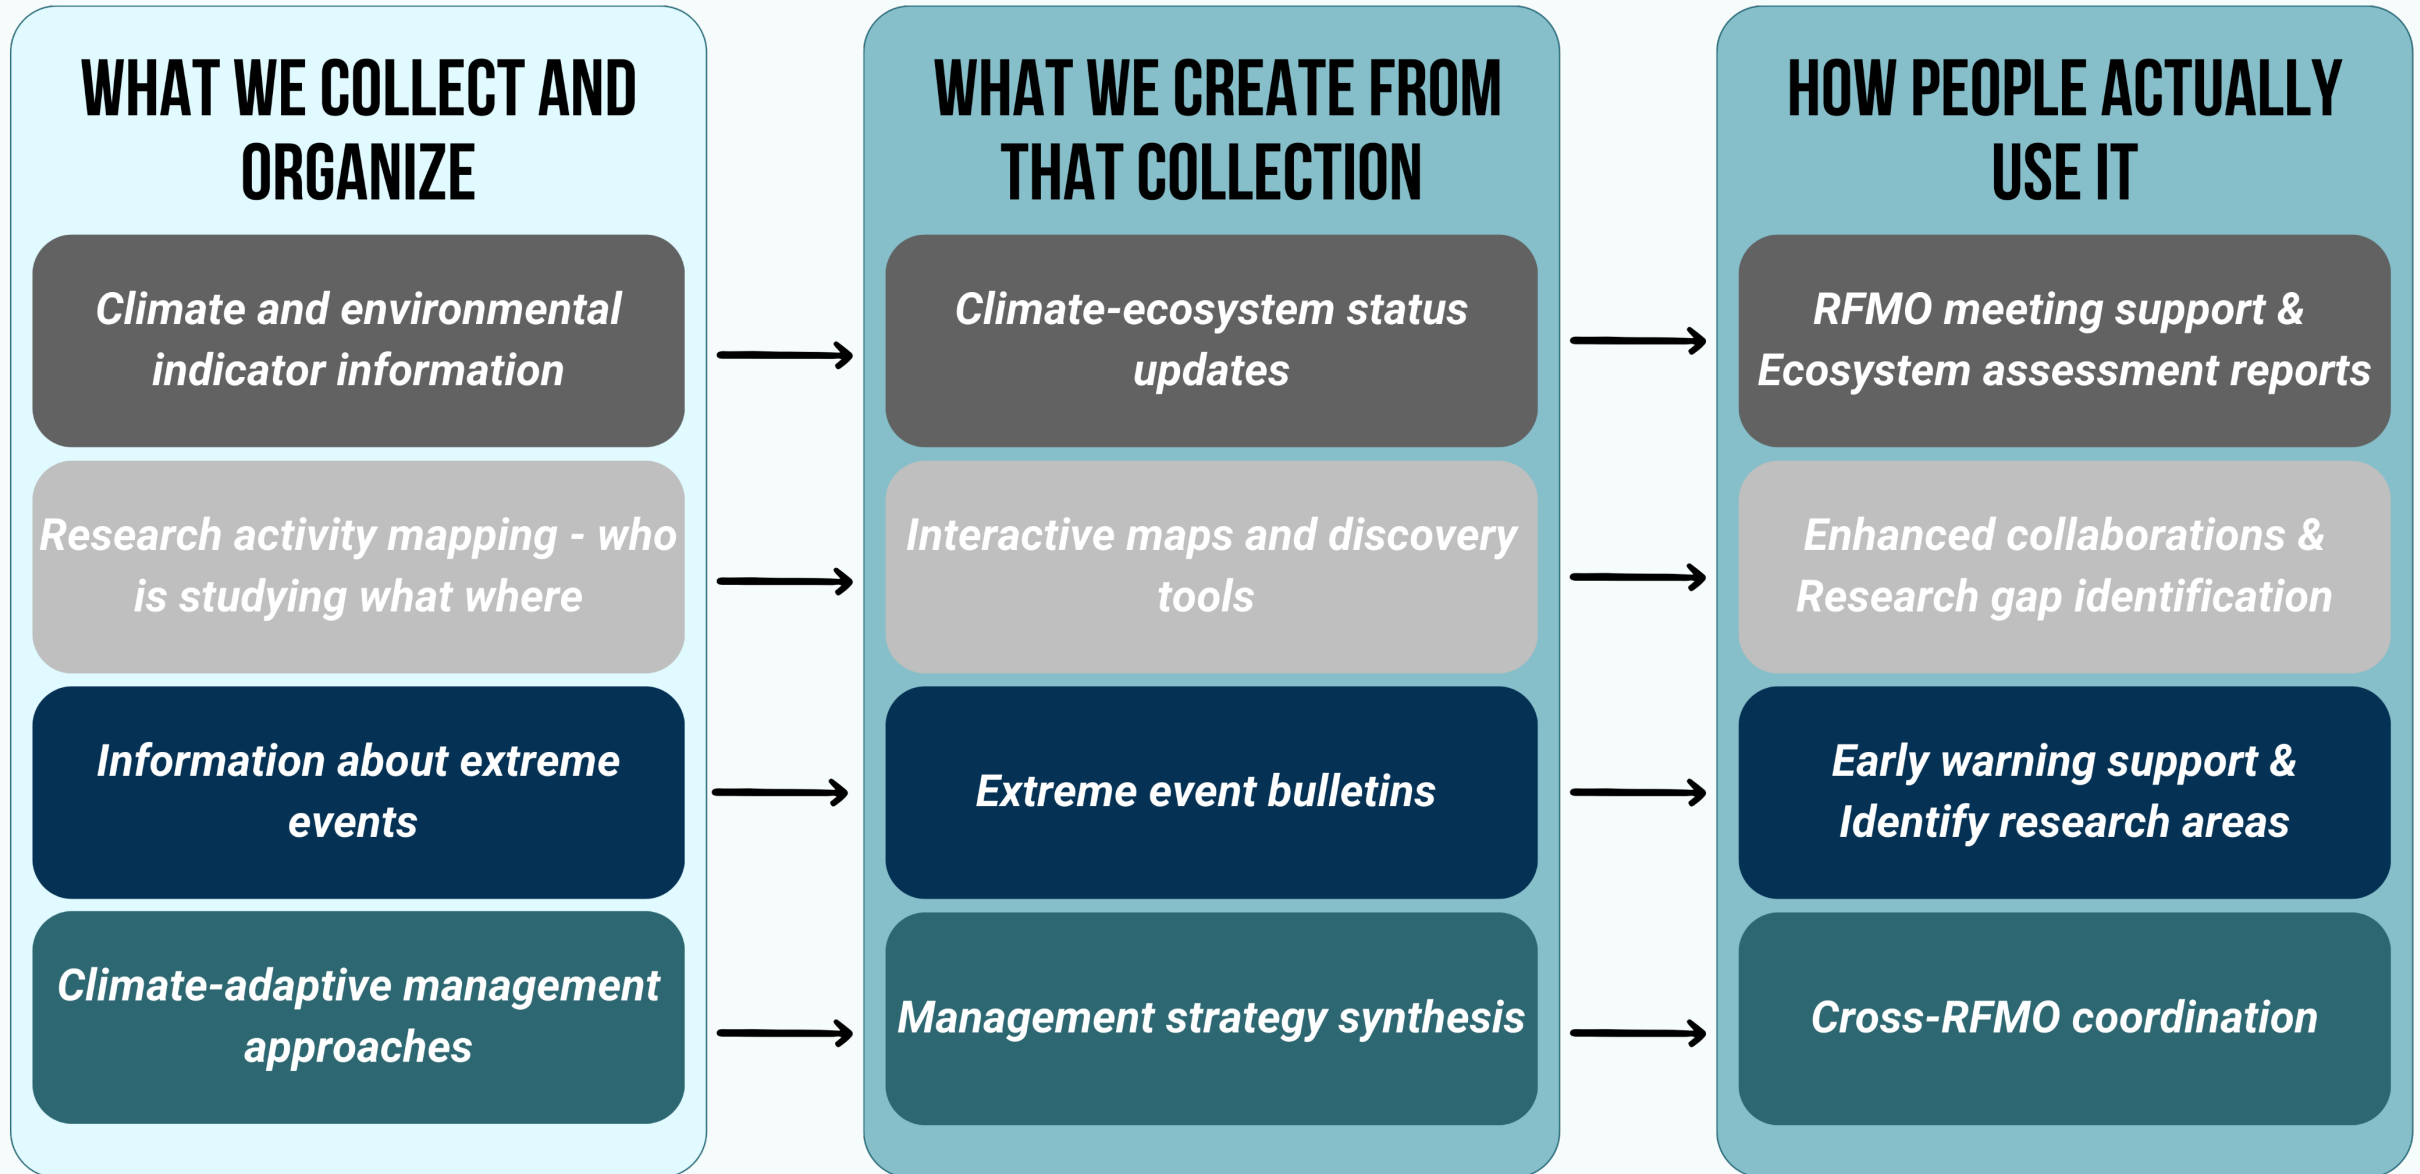 WHAT WE COLLECT AND
ORGANIZE
Climate and environmental
indicator information
Research activity mapping - who
is studying what where
Information about extreme
events
Climate-adaptive management
approaches
WHAT WE CREATE FROM
THAT COLLECTION
Climate-ecosystem status
updates
Interactive maps and discovery
tools
Extreme event bulletins
Management strategy synthesis
HOW PEOPLE ACTUALLY
USE IT
RFMO meeting support &
Ecosystem assessment reports
Enhanced collaborations &
Research gap identification
Early warning support &
Identify research areas
Cross-RFMO coordination